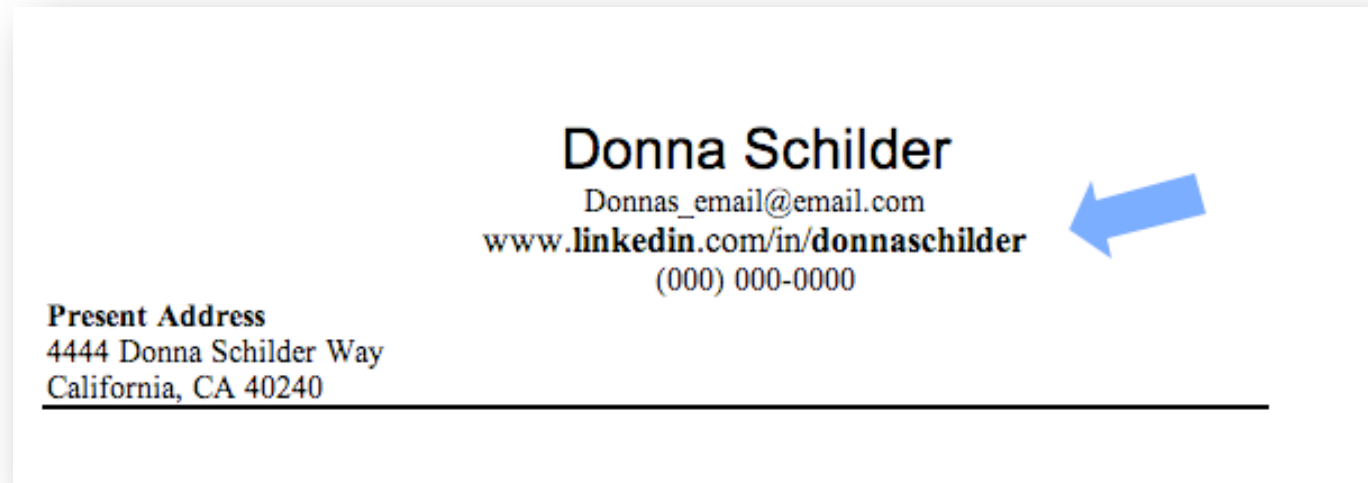 Donna Schilder
Donnas_email@email.com
www.linkedin.com/in/donnaschilder
(000) 000-0000
Present Address
4444 Donna Schilder Way
California, CA 40240